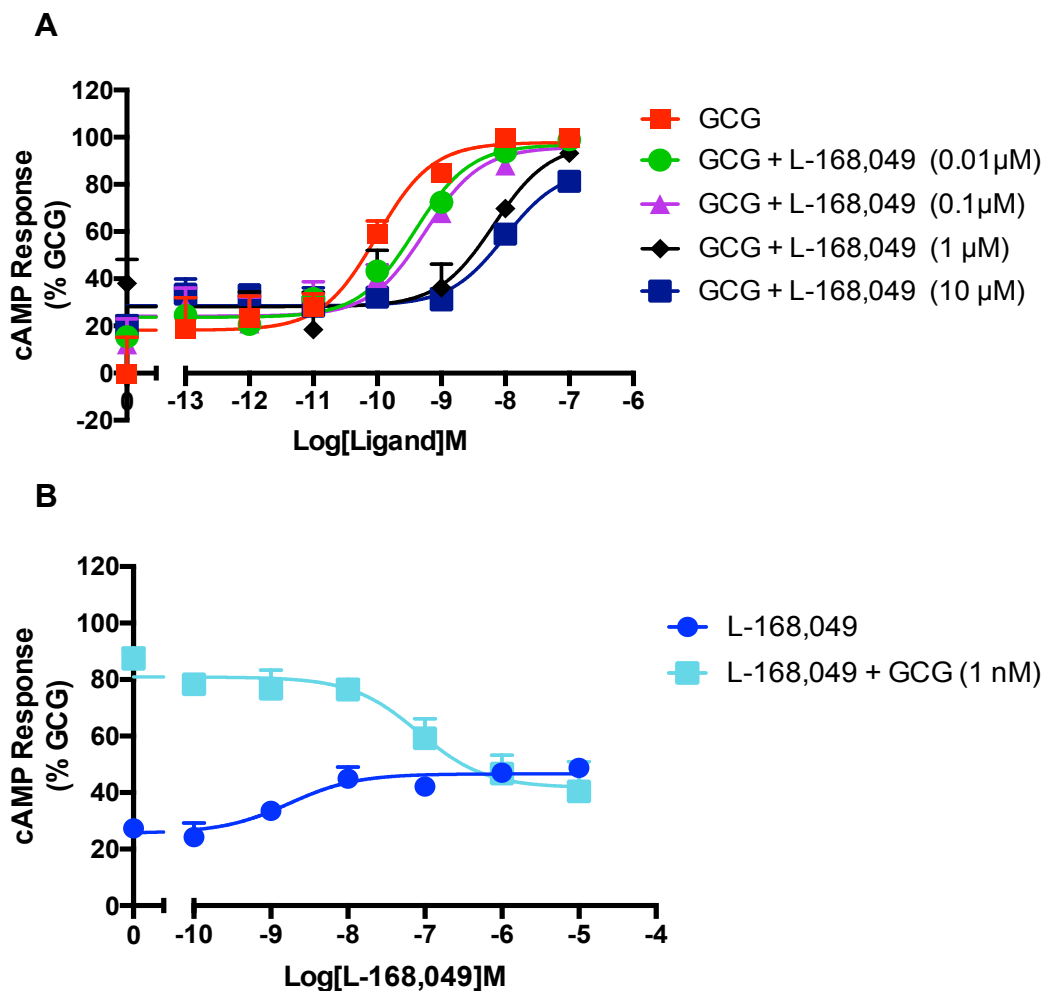 A
120
100
80
60
40
20
0
-20
cAMP Response
(% GCG)
0 -13 -12 -11 -10 -9 -8 -7 -6
Log[Ligand]M
GCG
GCG + L-168,049 (0.01µM)
GCG + L-168,049 (0.1µM)
GCG + L-168,049 (1 µM)
GCG + L-168,049 (10 µM)
B
120
100
80
60
40
20
0
cAMP Response
(% GCG)
0 -10 -9 -8 -7 -6 -5 -4
Log[L-168,049]M
L-168,049
L-168,049 + GCG (1 nM)